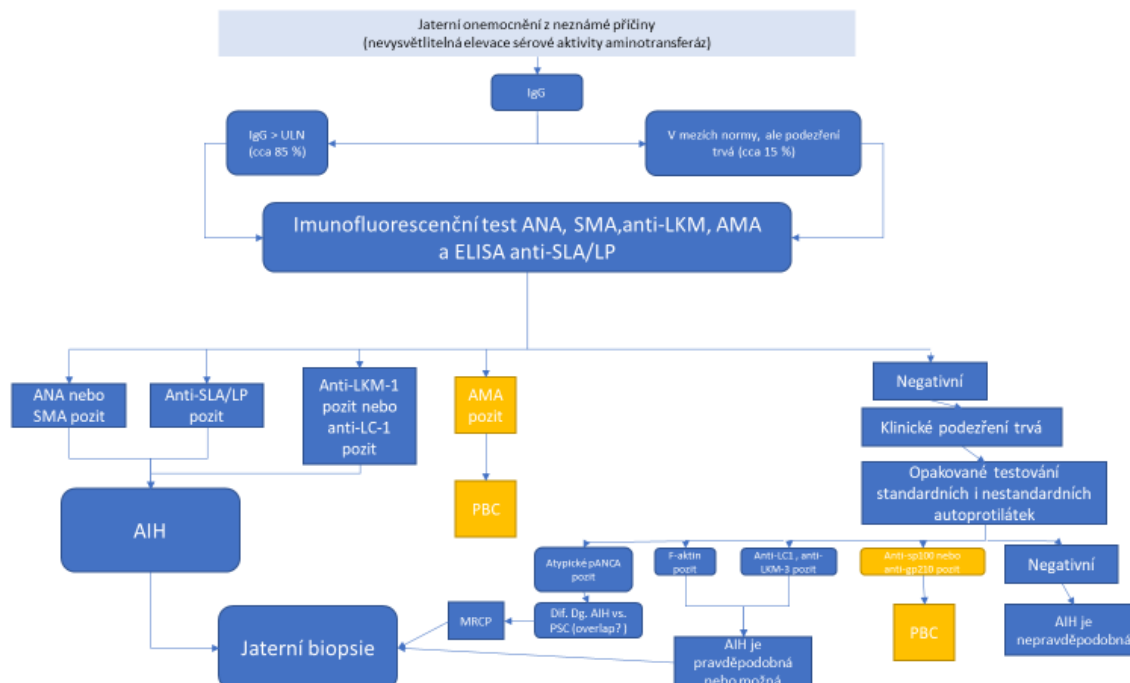 Jaterní onemocnění z neznámé příčiny
(nevysvětlitelná elevace sérové aktivity aminotransferáz)
IgG
IgG > ULN
(cca 85 %)
V mezích normy, ale podezření
trvá (cca 15 %)
Imunofluorescenční test ANA, SMA,anti-LKM, AMA
a ELISA anti-SLA/LP
ANA nebo
SMA pozit
Anti-SLA/LP
pozit
Anti-LKM-1
pozit nebo
anti-LC-1
pozit
AMA
pozit
Negativní
Klinické podezření trvá
Opakované testování
standardních i nestandardních
autoprotilátek
AIH
PBC
Atypické pANCA
pozit
F-aktin
pozit
Anti-LC1 , anti-
LKM-3 pozit
Anti-sp100 nebo
anti-gp210 pozit
Negativní
Jaterní biopsie
MRCP
Dif. Dg. AIH vs.
PSC (overlap? )
AIH je
pravděpodobná
nebo možná
PBC
AIH je
nepravděpodobná